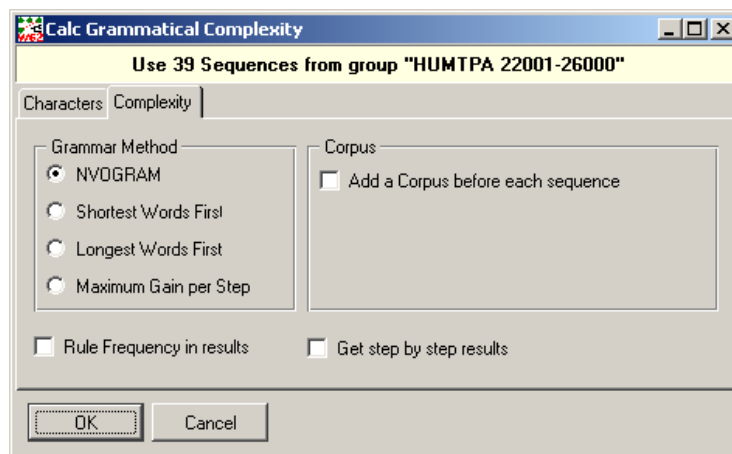 Calc Grammatical Complexity
Use 39 Sequences from group "HUMTPA 22001-26000"
Characters Complexity
Grammar Method
NVOGRAM
Shortest Words First
Longest Words First
Maximum Gain per Step
Corpus
Add a Corpus before each sequence
Rule Frequency in results
Get step by step results
OK Cancel